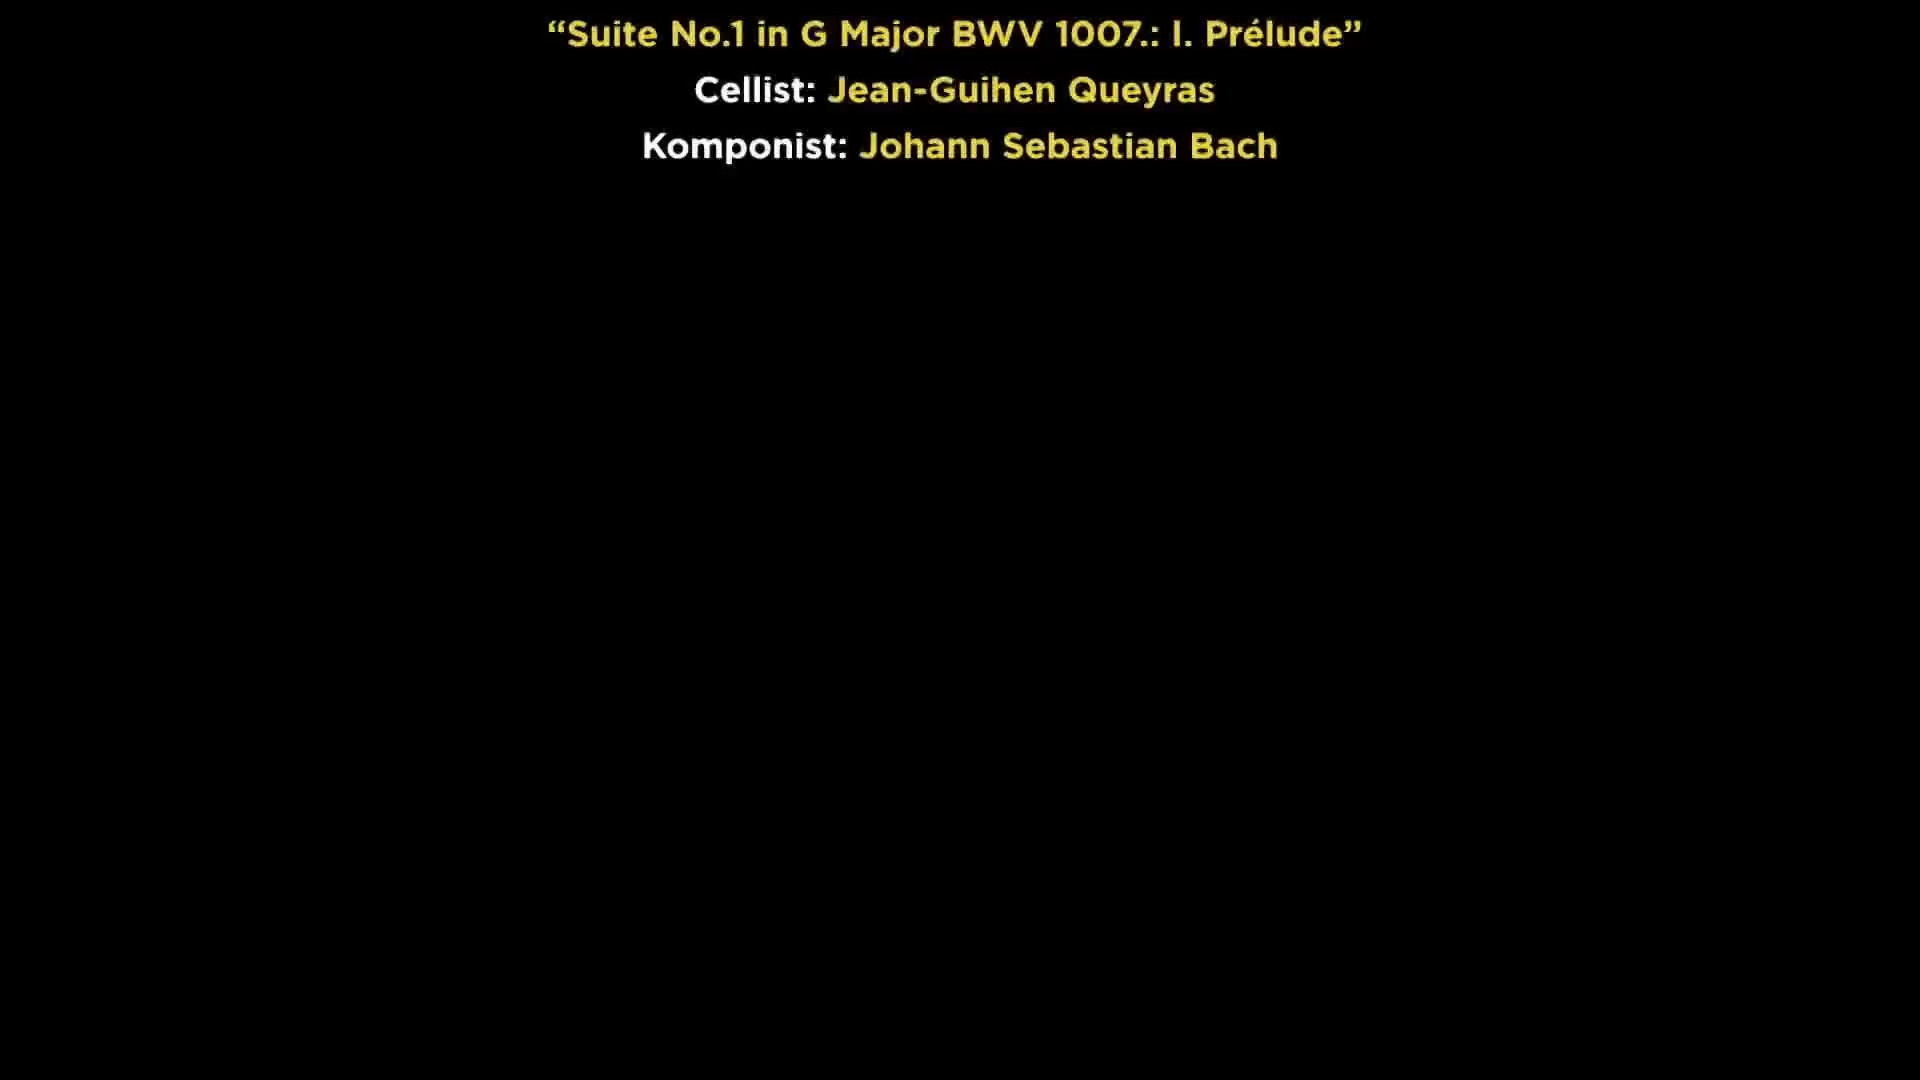 “Suite No.1 in G Major BWV 1007.: I. Prélude”
Cellist: Jean-Guihen Queyras
Komponist: Johann Sebastian Bach